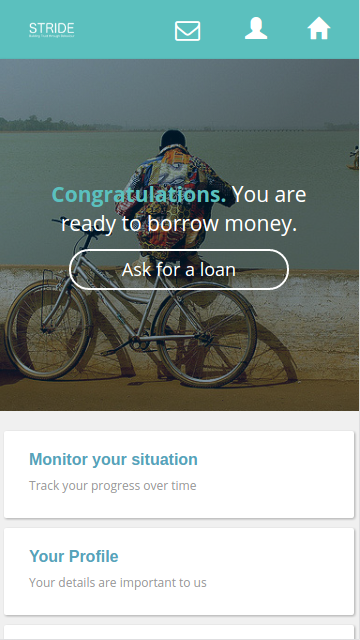 STRIDE
Congratulations. You are
ready to borrow money.
Ask for a loan
Monitor your situation
Track your progress over time
Your Profile
Your details are important to us